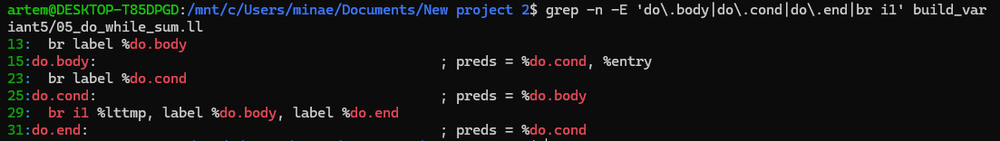 artem@DESKTOP-T85DPGD:/mnt/c/Users/minae/Documents/New project 2$ grep -n -E 'do\.body|do\.cond|do\.end|br i1' build_var
iant5/05_do_while_sum.ll
13:  br label %do.body
15:do.body:                                          ; preds = %do.cond, %entry
23:  br label %do.cond
25:do.cond:                                          ; preds = %do.body
29:  br i1 %lttmp, label %do.body, label %do.end
31:do.end:                                           ; preds = %do.cond